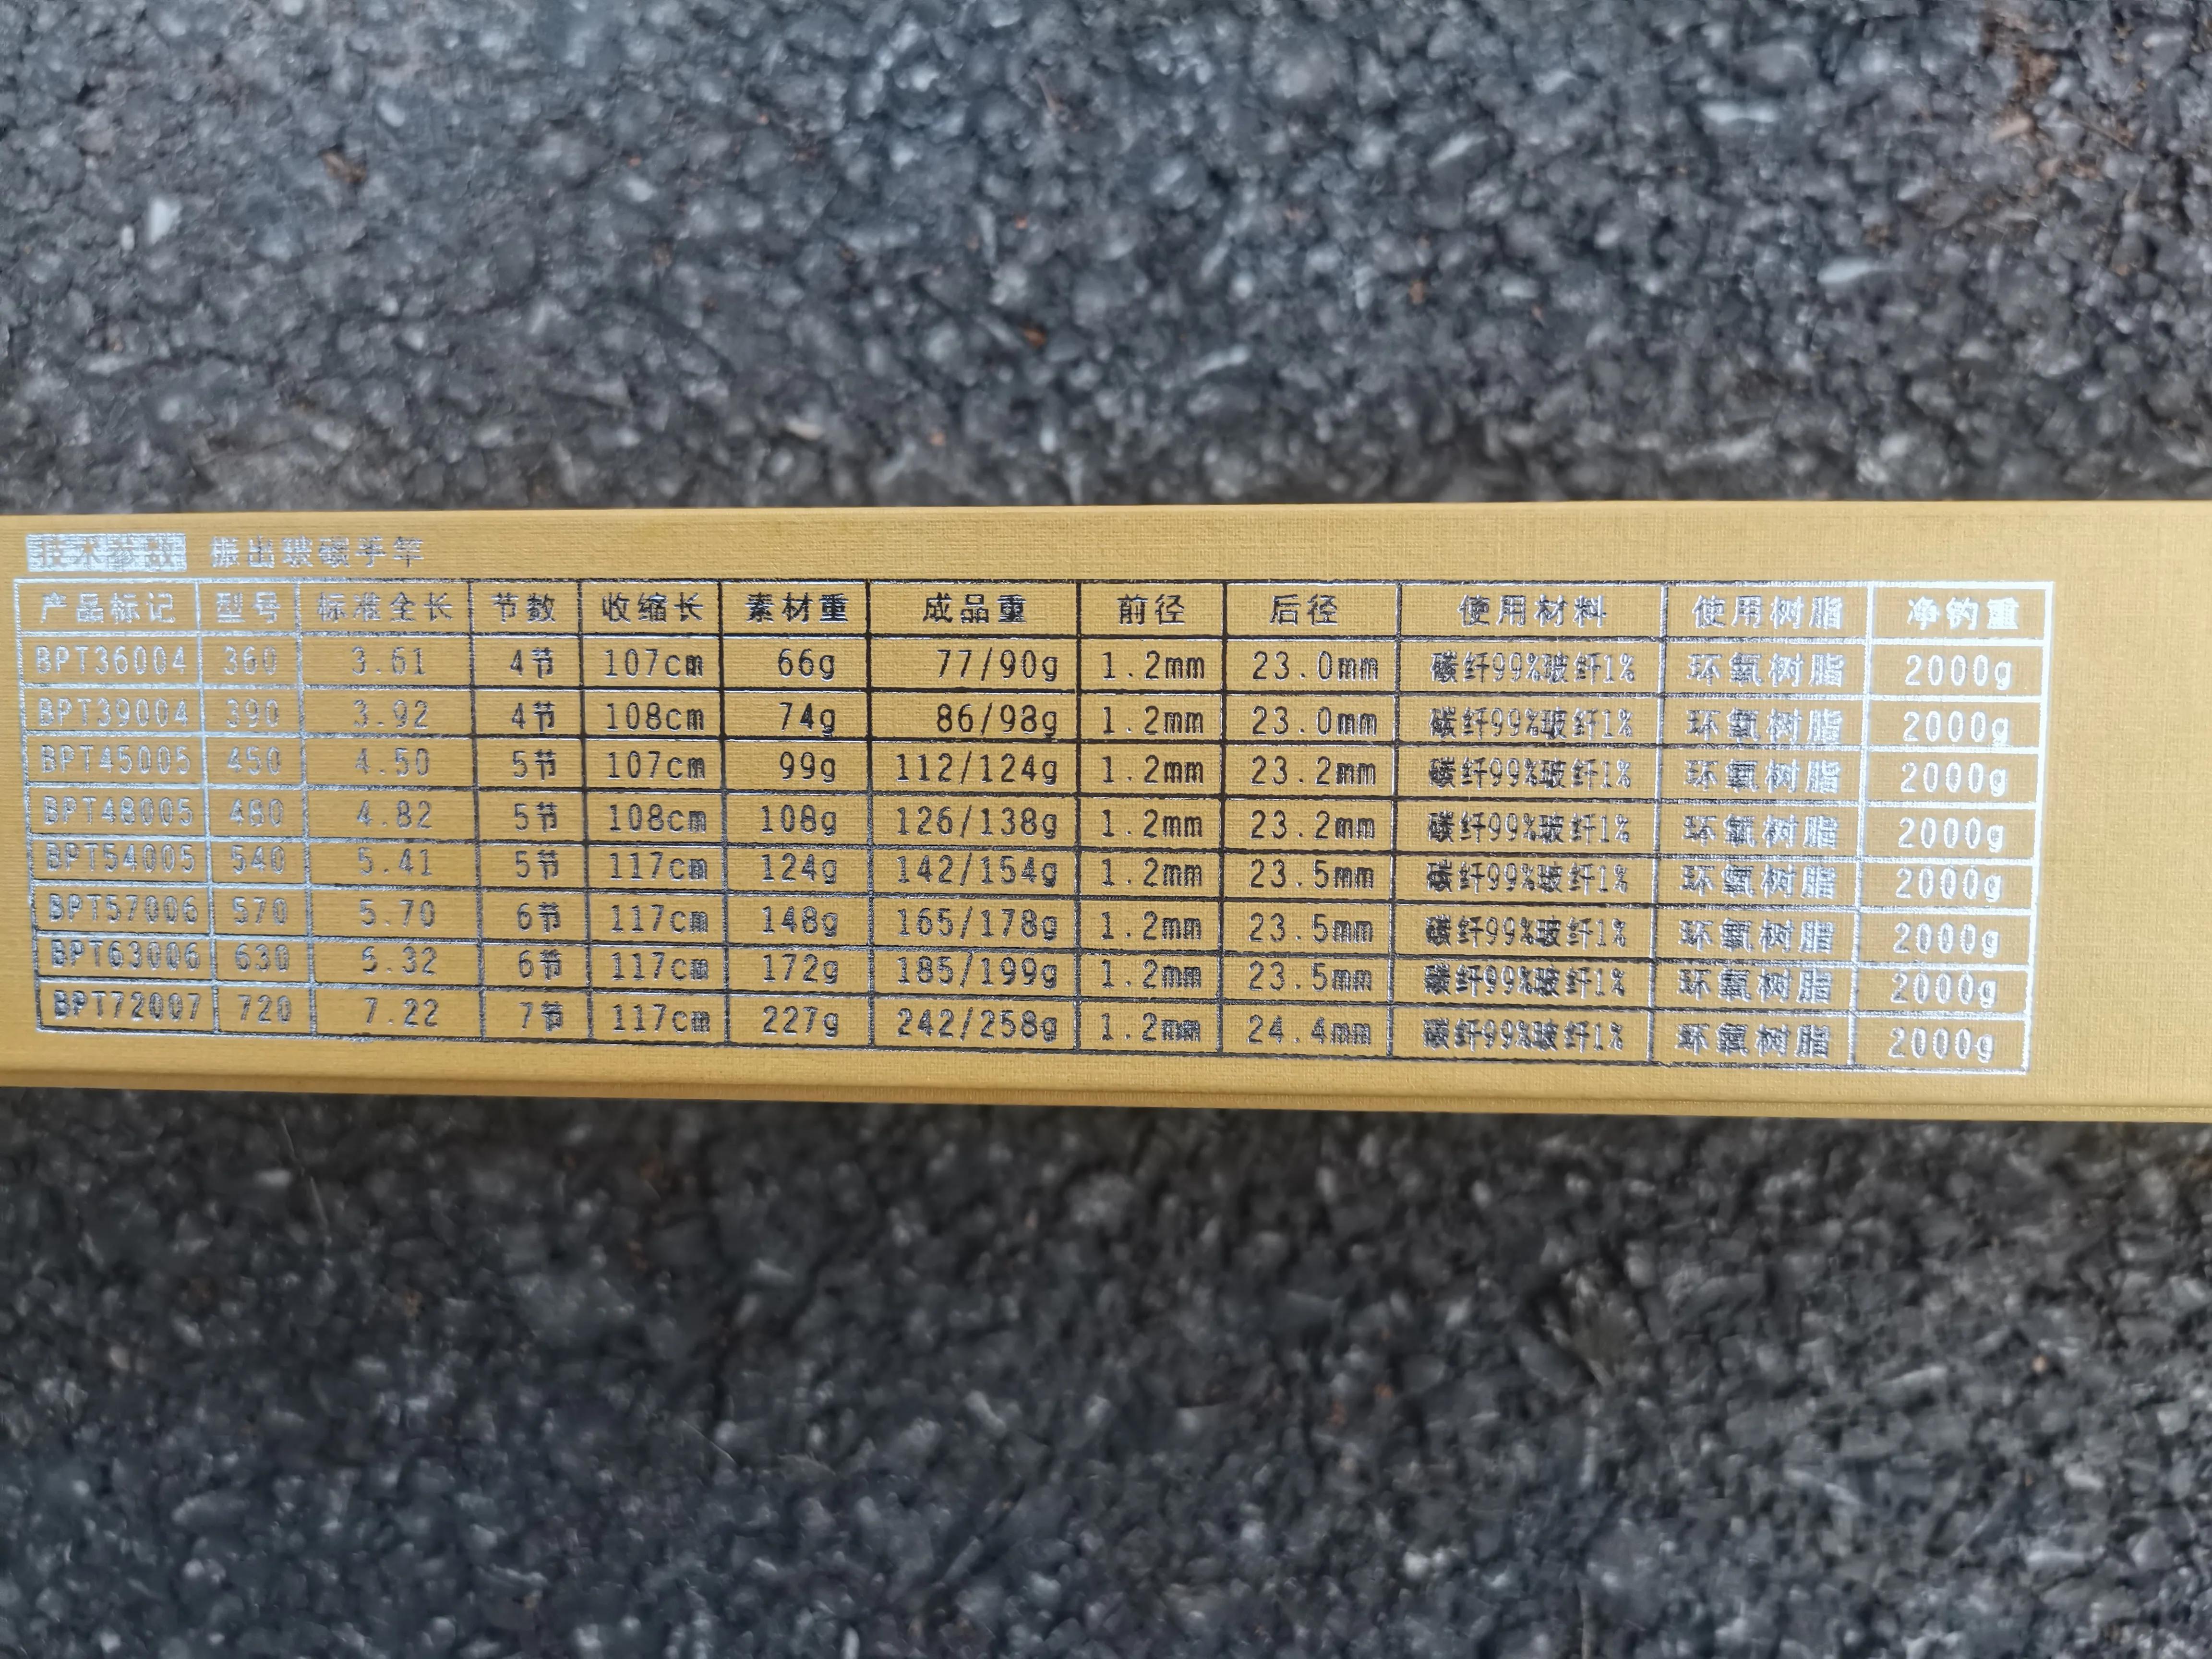 技术参数 振出玻碳手竿
产品标记 型号 标准全长 节数 收缩长 素材重 成品重 前径 后径 使用材料 使用树脂 净钩重
BPT36004 360 3.61 4节 107cm 66g 77/90g 1.2mm 23.0mm 碳纤99%玻纤1% 环氧树脂 2000g
BPT39004 390 3.92 4节 108cm 74g 86/98g 1.2mm 23.0mm 碳纤99%玻纤1% 环氧树脂 2000g
BPT45005 450 4.50 5节 107cm 99g 112/124g 1.2mm 23.2mm 碳纤99%玻纤1% 环氧树脂 2000g
BPT48005 480 4.82 5节 108cm 108g 126/138g 1.2mm 23.2mm 碳纤99%玻纤1% 环氧树脂 2000g
BPT54005 540 5.41 5节 117cm 124g 142/154g 1.2mm 23.5mm 碳纤99%玻纤1% 环氧树脂 2000g
BPT57006 570 5.70 6节 117cm 148g 165/178g 1.2mm 23.5mm 碳纤99%玻纤1% 环氧树脂 2000g
BPT63006 630 6.32 6节 117cm 172g 185/199g 1.2mm 23.5mm 碳纤99%玻纤1% 环氧树脂 2000g
BPT72007 720 7.22 7节 117cm 227g 242/258g 1.2mm 24.4mm 碳纤99%玻纤1% 环氧树脂 2000g